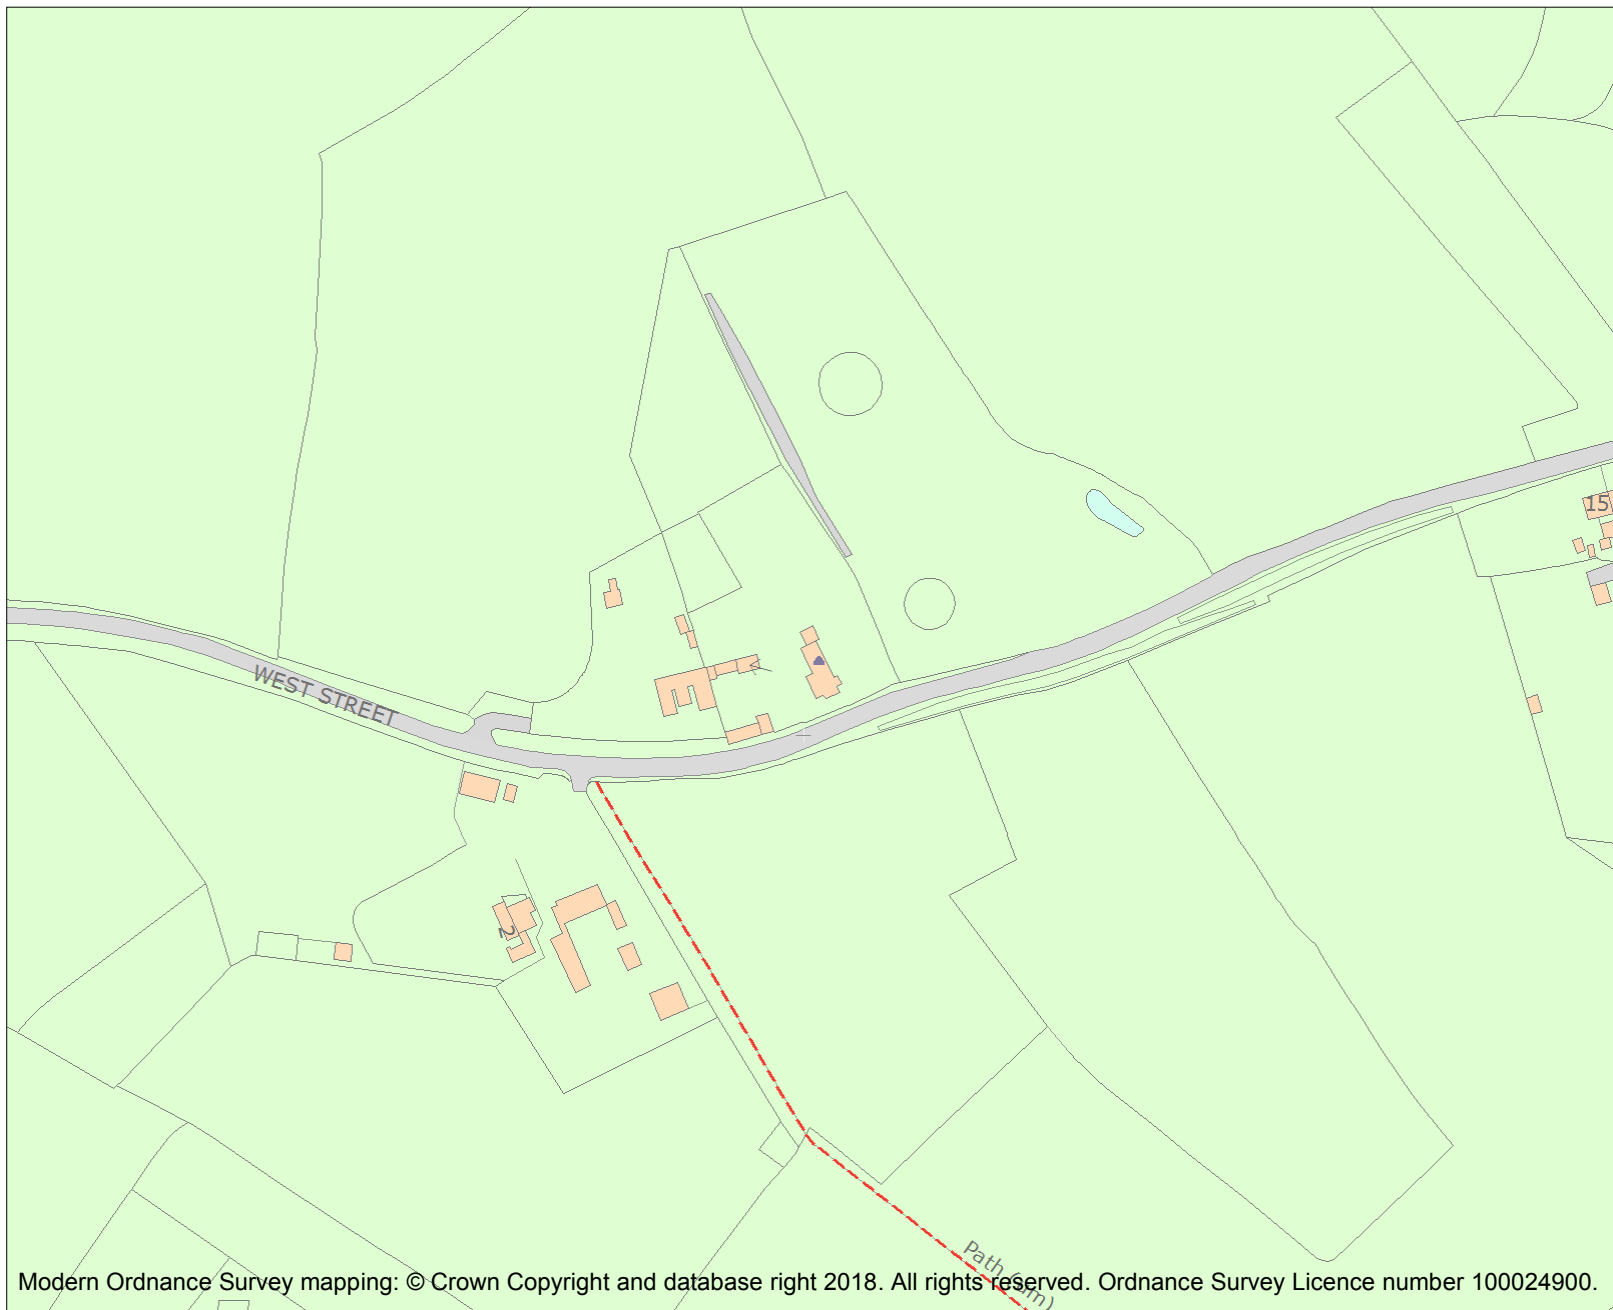 15
WEST STREET
2
Path (um)
Modern Ordnance Survey mapping: © Crown Copyright and database right 2018. All rights reserved. Ordnance Survey Licence number 100024900.